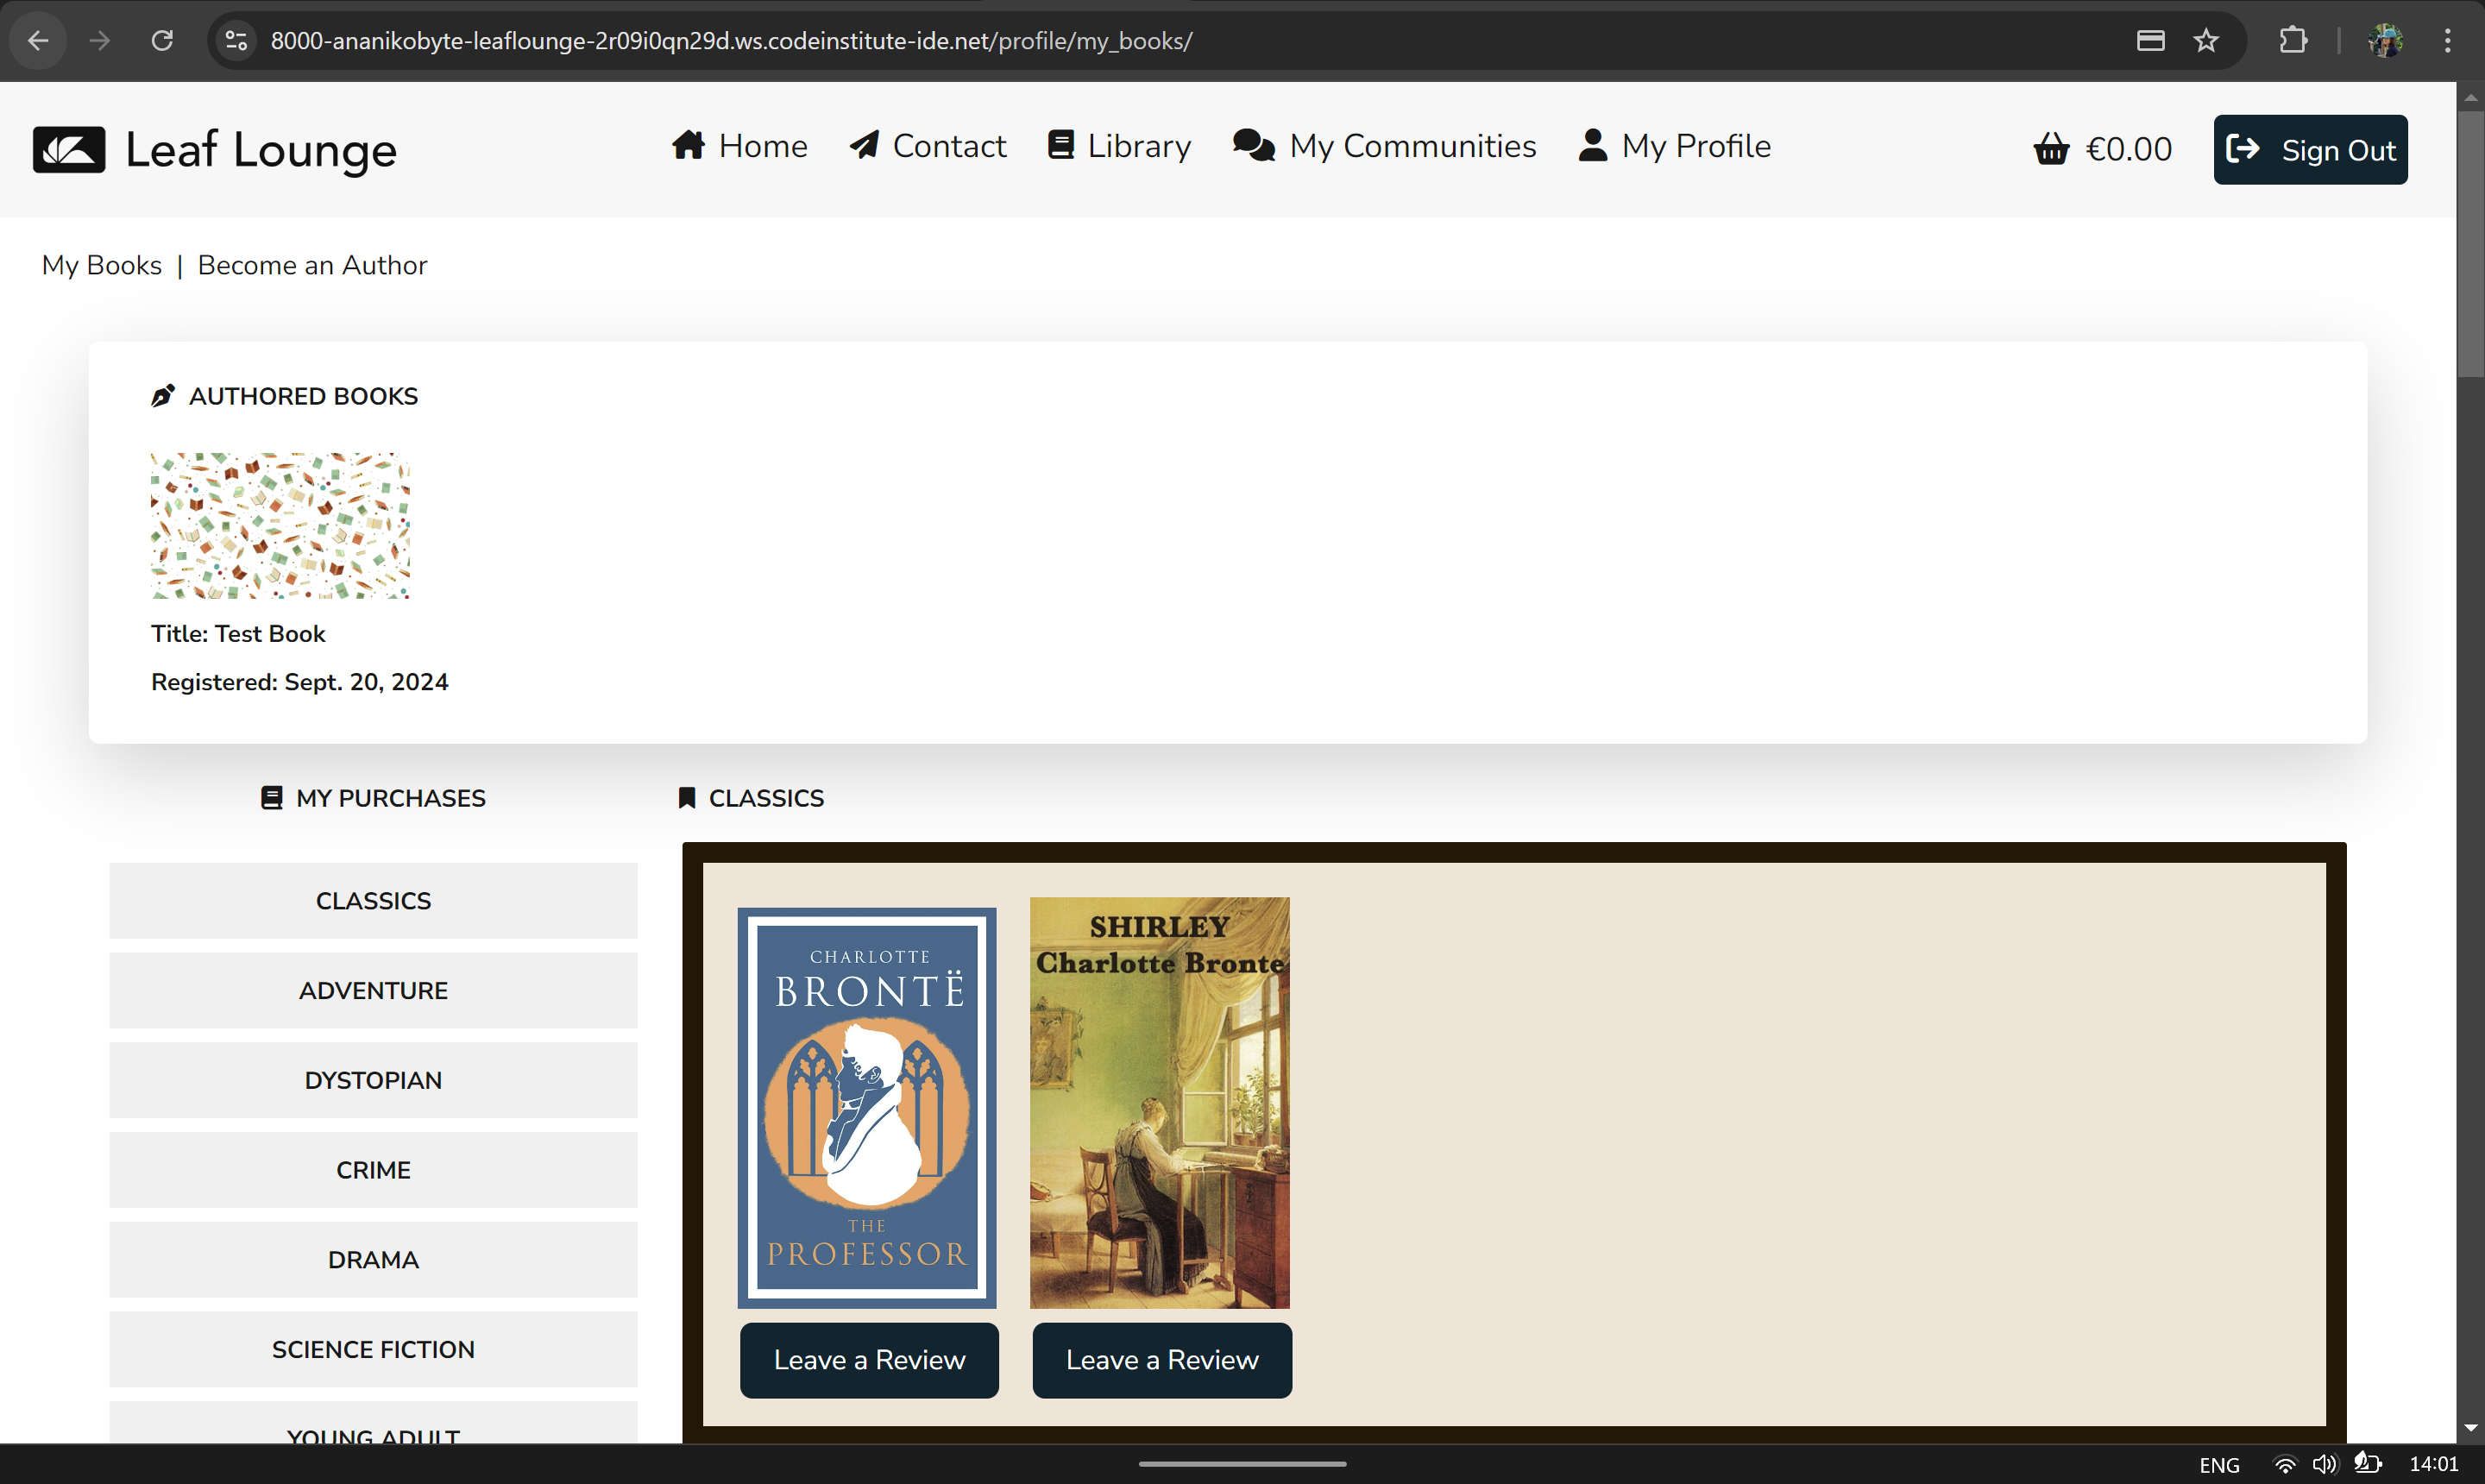 8000-ananikobyte-leaflounge-2r09i0qn29d.ws.codeinstitute-ide.net/profile/my_books/
Leaf Lounge
Home
Contact
Library
My Communities
My Profile
€0.00
Sign Out
My Books | Become an Author
AUTHORED BOOKS
Title: Test Book
Registered: Sept. 20, 2024
MY PURCHASES
CLASSICS
ADVENTURE
DYSTOPIAN
CRIME
DRAMA
SCIENCE FICTION
YOUNG ADULT
CLASSICS
CHARLOTTE
BRONTË
THE
PROFESSOR
Leave a Review
SHIRLEY
Charlotte Bronte
Leave a Review
ENG
14:01